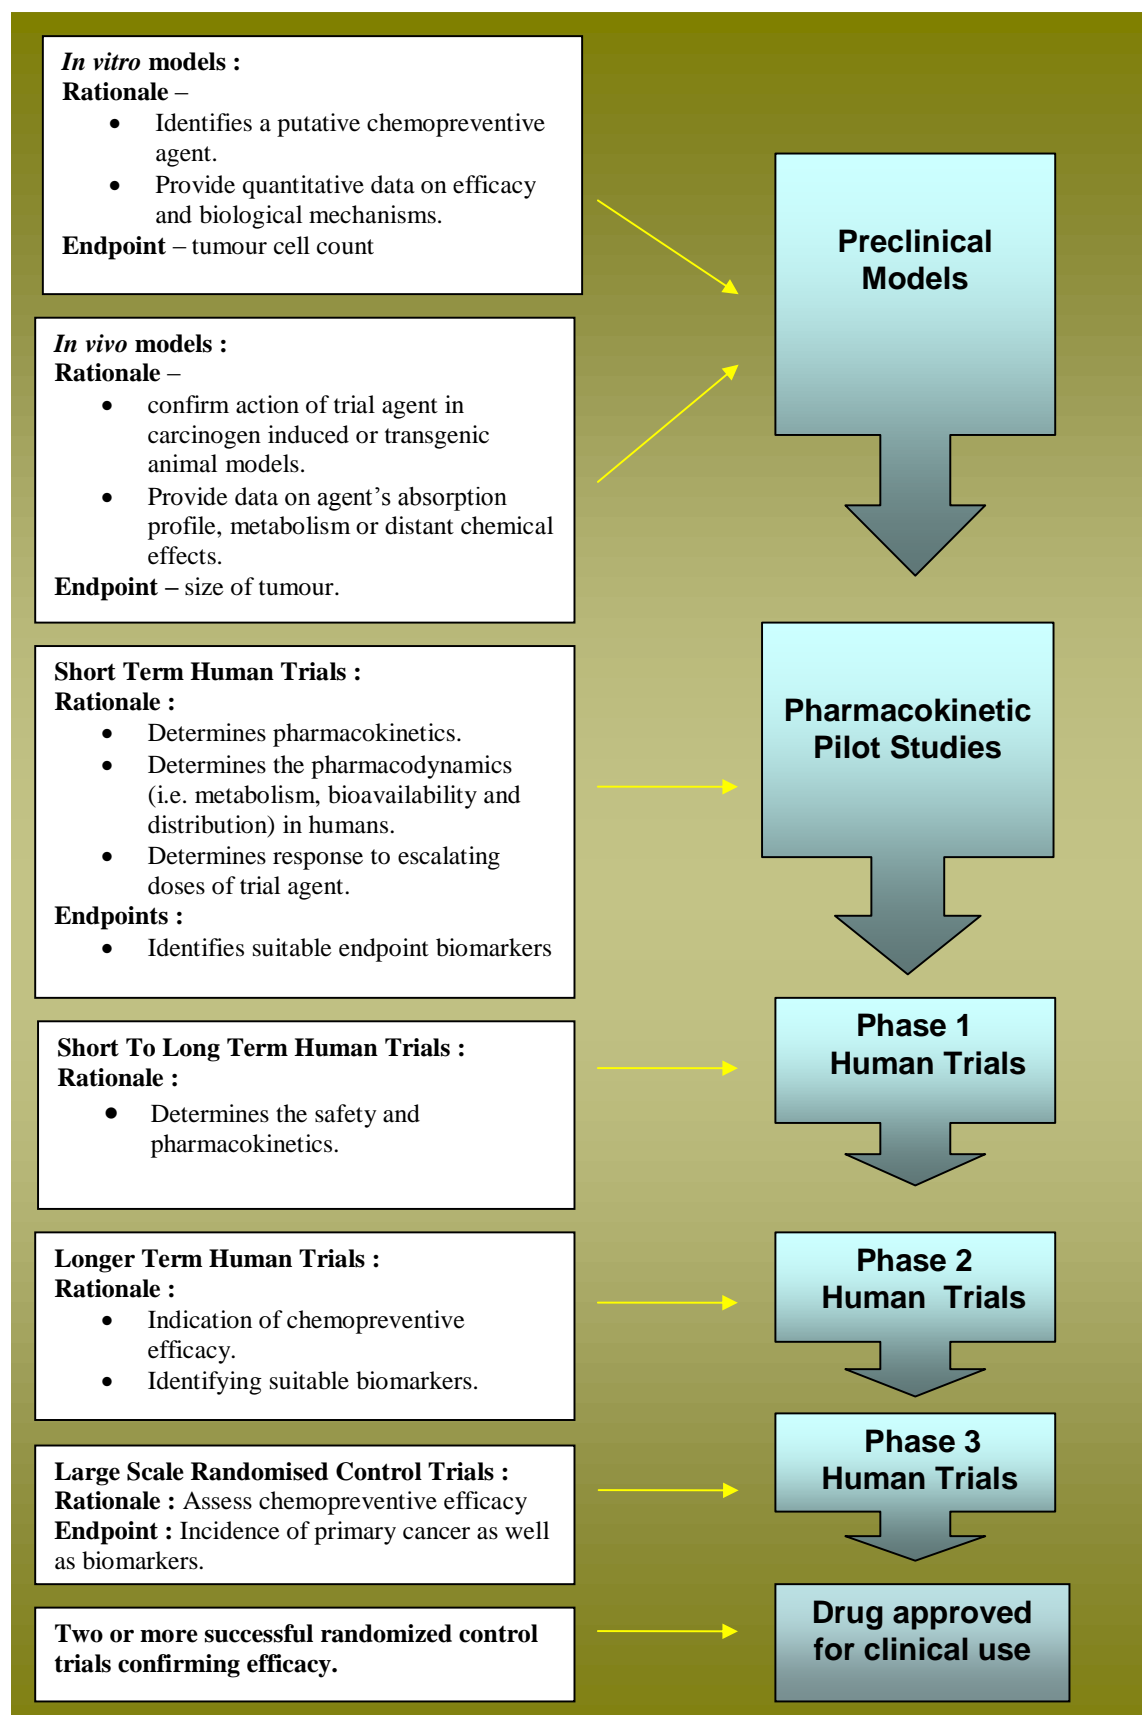 In vitro models :
Rationale –
• Identifies a putative chemopreventive
agent.
• Provide quantitative data on efficacy
and biological mechanisms.
Endpoint – tumour cell count
Preclinical
Models
In vivo models :
Rationale –
• confirm action of trial agent in
carcinogen induced or transgenic
animal models.
• Provide data on agent’s absorption
profile, metabolism or distant chemical
effects.
Endpoint – size of tumour.
Short Term Human Trials :
Rationale :
• Determines pharmacokinetics.
• Determines the pharmacodynamics
(i.e. metabolism, bioavailability and
distribution) in humans.
• Determines response to escalating
doses of trial agent.
Endpoints :
• Identifies suitable endpoint biomarkers
Pharmacokinetic
Pilot Studies
Short To Long Term Human Trials :
Rationale :
• Determines the safety and
pharmacokinetics.
Phase 1
Human Trials
Longer Term Human Trials :
Rationale :
• Indication of chemopreventive
efficacy.
• Identifying suitable biomarkers.
Phase 2
Human Trials
Large Scale Randomised Control Trials :
Rationale : Assess chemopreventive efficacy
Endpoint : Incidence of primary cancer as well
as biomarkers.
Phase 3
Human Trials
Two or more successful randomized control
trials confirming efficacy.
Drug approved
for clinical use